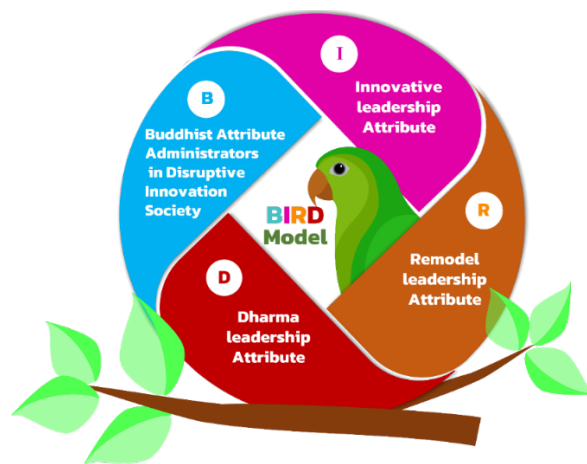 B
Buddhist Attribute
Administrators
in Disruptive
Innovation
Society
I
Innovative
leadership
Attribute
R
Remodel
leadership
Attribute
D
Dharma
leadership
Attribute
BIRD
Model